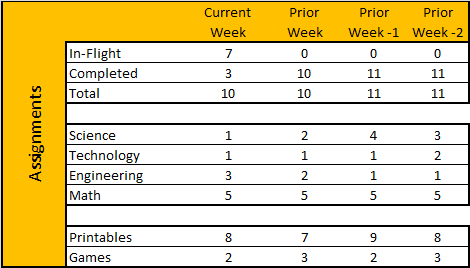 Current Prior Prior Prior
Week Week Week -1 Week -2
In-Flight 7 0 0 0
Completed 3 10 11 11
Total 10 10 11 11
Assignments
Science 1 2 4 3
Technology 1 1 1 2
Engineering 3 2 1 1
Math 5 5 5 5
Printables 8 7 9 8
Games 2 3 2 3